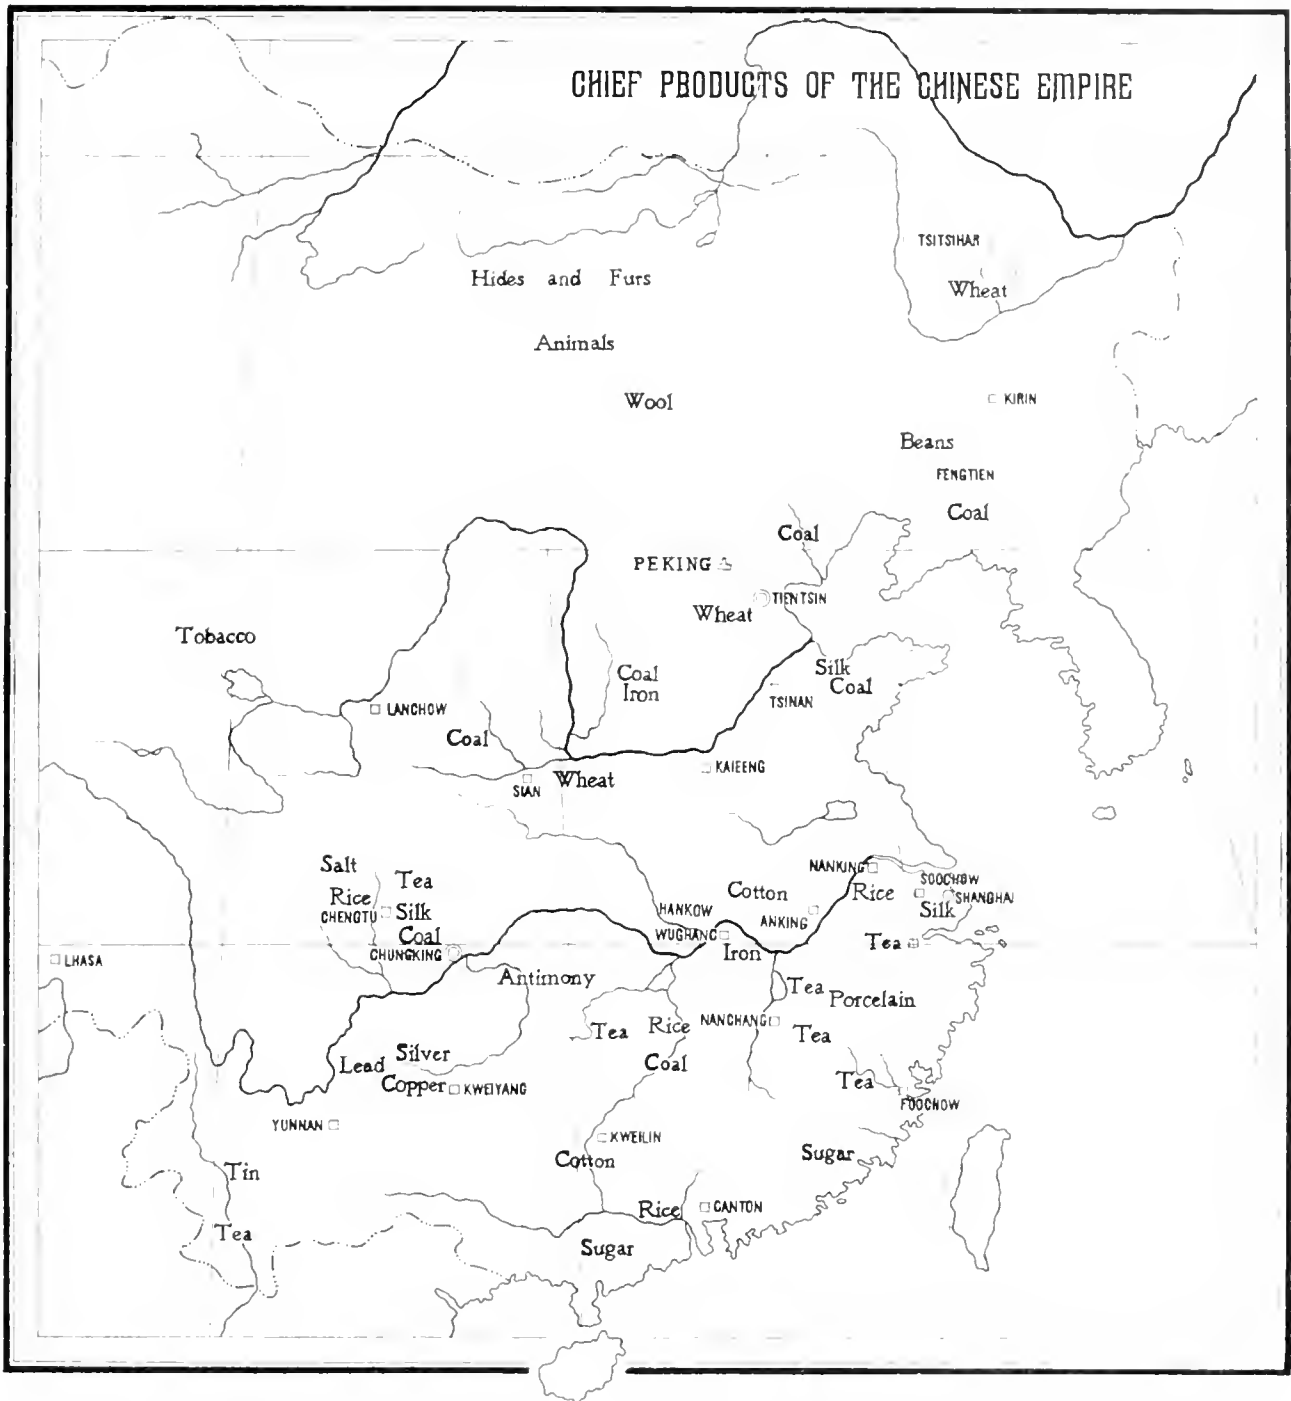 CHIEF PRODUCTS OF THE CHINESE EMPIRE
TSITSIHAR
Hides and Furs
Wheat
Animals
Wool
KIRIN
Beans
FENGTIEN
Coal
Coal
PEKING
TIENTSIN
Wheat
Tobacco
Silk
Coal
Coal
Iron
TSINAN
LANCHOW
Coal
KAIEENG
Wheat
SIAN
Salt
NANKING
Tea
SOOCHOW
Rice
Cotton
Rice
SHANGHAI
CHENGTU
Silk
HANKOW
ANKING
Silk
Coal
WUGHANG
Tea
CHUNGKING
Iron
LHASA
Antimony
Tea
Porcelain
Tea
Rice
NANCHANG
Tea
Silver
Lead
Coal
Copper
KWEIYANG
Tea
FOOCHOW
YUNNAN
KWEILIN
Cotton
Sugar
Tin
Rice
CANTON
Tea
Sugar